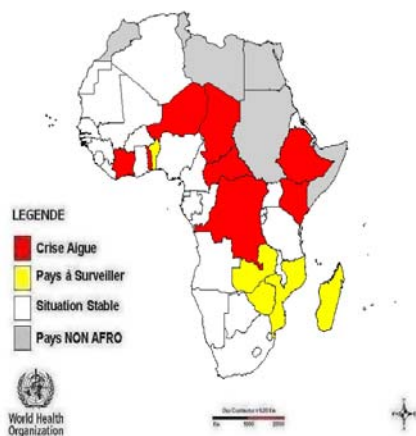 LEGENDE
Crise Aigue
Pays á Surveiller
Situation Stable
Pays NON AFRO
World Health
Organization